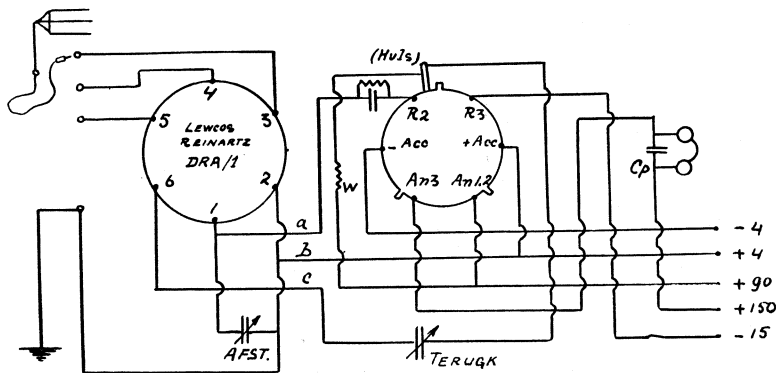 (Huls)
4
5
LEWCOS
REINARTZ
DRA/1
3
6
2
1
R2
R3
- Acc
+ Acc
An3
An1.2
W
Cp
a
b
c
- 4
+ 4
+ 90
+ 150
- 15
AFST.
TERUGK